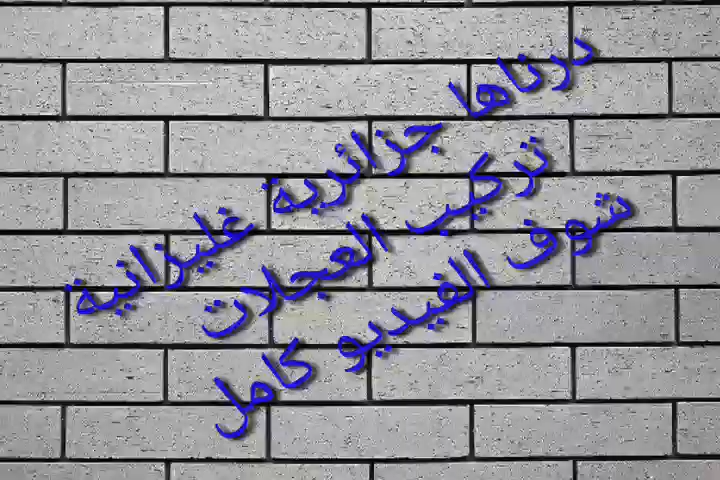 درناها جزائرية غليزانية
تركيب العجلات
شوف الفيديو كامل